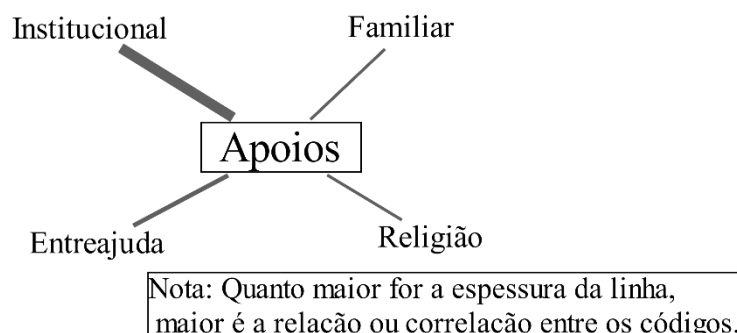 Institucional
Familiar
Apoios
Entreajuda
Religião
Nota: Quanto maior for a espessura da linha,
maior é a relação ou correlação entre os códigos.